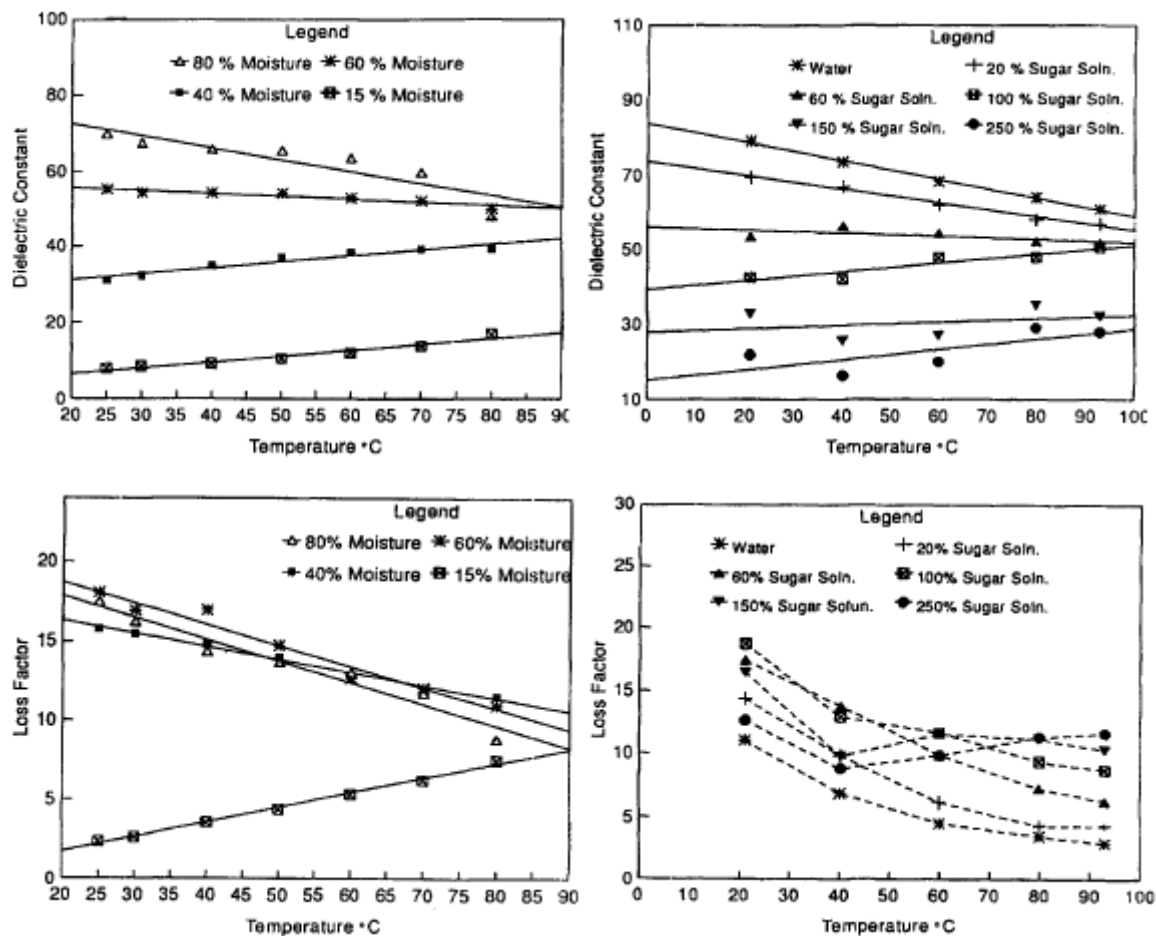 100
80
60
40
20
0
Dielectric Constant
Legend
80 % Moisture 60 % Moisture
40 % Moisture 15 % Moisture
20 25 30 35 40 45 50 55 60 65 70 75 80 85 90
Temperature °C
110
90
70
50
30
10
Dielectric Constant
Legend
Water 20 % Sugar Soln.
60 % Sugar Soln. 100 % Sugar Soln.
150 % Sugar Soln. 250 % Sugar Soln.
0 10 20 30 40 50 60 70 80 90 100
Temperature °C
20
15
10
5
0
Loss Factor
Legend
80% Moisture 60% Moisture
40% Moisture 15% Moisture
20 25 30 35 40 45 50 55 60 65 70 75 80 85 90
Temperature °C
30
25
20
15
10
5
0
Loss Factor
Legend
Water 20% Sugar Soln.
60% Sugar Soln. 100% Sugar Soln.
150% Sugar Solun. 250% Sugar Soln.
0 10 20 30 40 50 60 70 80 90 100
Temperature °C